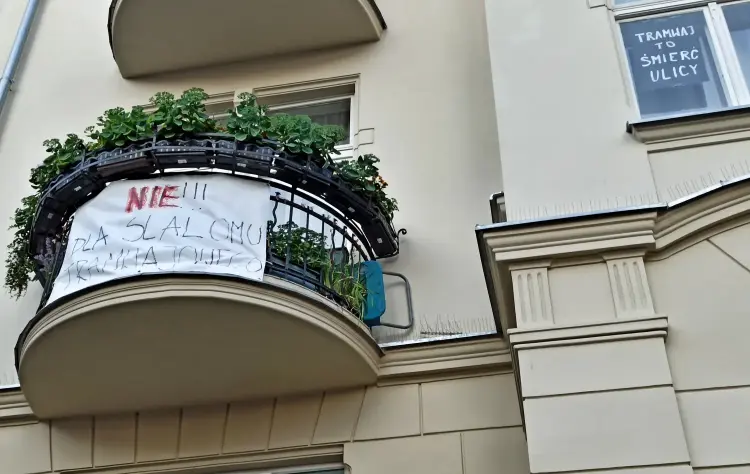 NIE!!!
DLA SLALOMU
TRAMWAJOWEGO
TRAMWAJ
TO
ŚMIERĆ
ULICY